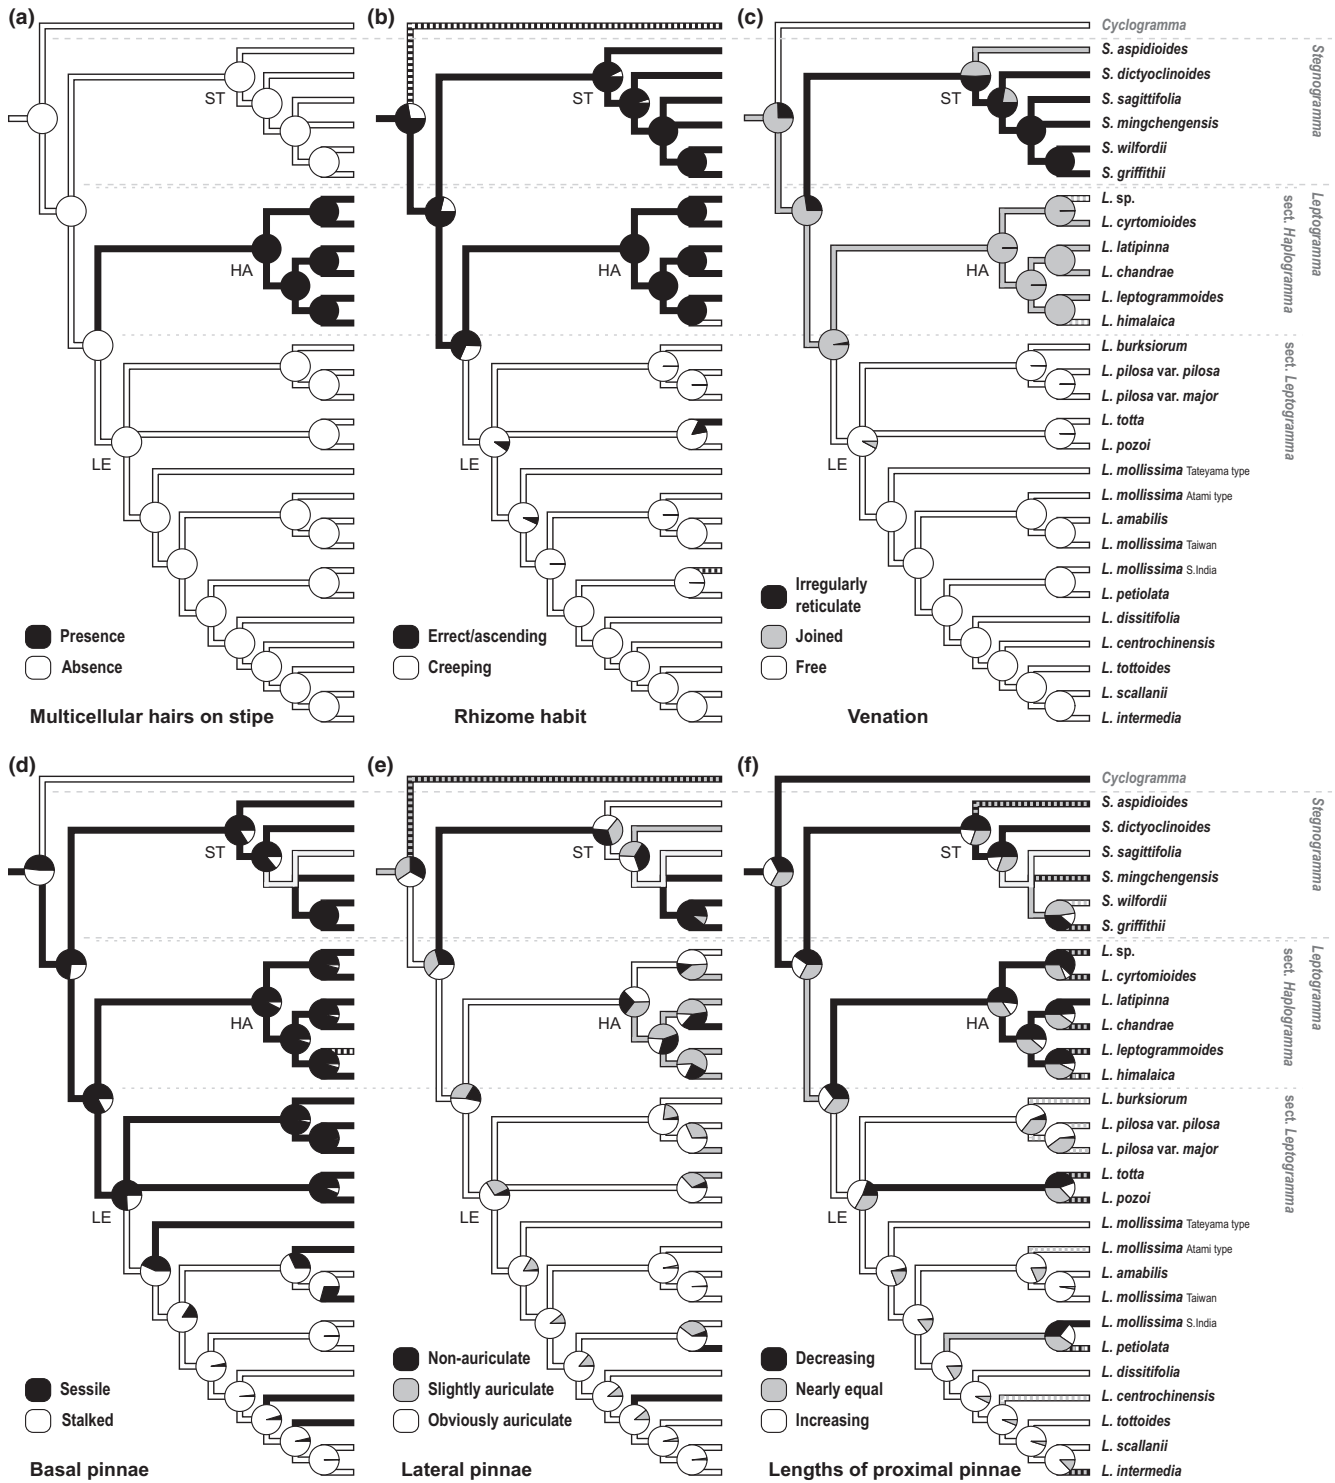 (a)
(b)
(c)
Cyclogramma
S. aspidioides
S. dictyoclinoides
S. sagittifolia
S. mingchengensis
S. wilfordii
S. griffithii
Stegnogramma
ST
ST
ST
L. sp.
L. cyrtomioides
L. latipinna
L. chandrae
L. leptogrammoides
L. himalaica
Leptogramma
sect. Haplogramma
HA
HA
HA
L. burksiorum
L. pilosa var. pilosa
L. pilosa var. major
L. totta
L. pozoi
L. mollissima Tateyama type
L. mollissima Atami type
L. amabilis
L. mollissima Taiwan
L. mollissima S.India
L. petiolata
L. dissitifolia
L. centrochinensis
L. tottoides
L. scallanii
L. intermedia
sect. Leptogramma
LE
LE
LE
Presence
Absence
Multicellular hairs on stipe
Errect/ascending
Creeping
Rhizome habit
Irregularly
reticulate
Joined
Free
Venation
(d)
(e)
(f)
Cyclogramma
S. aspidioides
S. dictyoclinoides
S. sagittifolia
S. mingchengensis
S. wilfordii
S. griffithii
Stegnogramma
ST
ST
ST
L. sp.
L. cyrtomioides
L. latipinna
L. chandrae
L. leptogrammoides
L. himalaica
Leptogramma
sect. Haplogramma
HA
HA
HA
L. burksiorum
L. pilosa var. pilosa
L. pilosa var. major
L. totta
L. pozoi
L. mollissima Tateyama type
L. mollissima Atami type
L. amabilis
L. mollissima Taiwan
L. mollissima S.India
L. petiolata
L. dissitifolia
L. centrochinensis
L. tottoides
L. scallanii
L. intermedia
sect. Leptogramma
LE
LE
LE
Sessile
Stalked
Basal pinnae
Non-auriculate
Slightly auriculate
Obviously auriculate
Lateral pinnae
Decreasing
Nearly equal
Increasing
Lengths of proximal pinnae